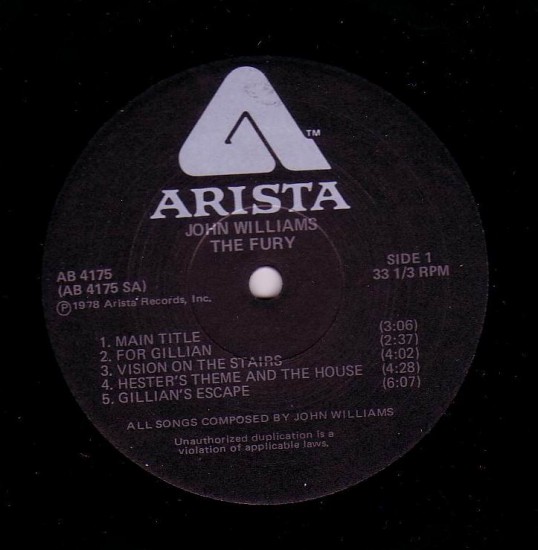 TM
ARISTA
JOHN WILLIAMS
THE FURY
AB 4175
(AB 4175 SA)
Ⓟ1978 Arista Records, Inc.
SIDE 1
33 1/3 RPM
1. MAIN TITLE (3:06)
2. FOR GILLIAN (2:37)
3. VISION ON THE STAIRS (4:02)
4. HESTER'S THEME AND THE HOUSE (4:28)
5. GILLIAN'S ESCAPE (6:07)
ALL SONGS COMPOSED BY JOHN WILLIAMS
Unauthorized duplication is a
violation of applicable laws.